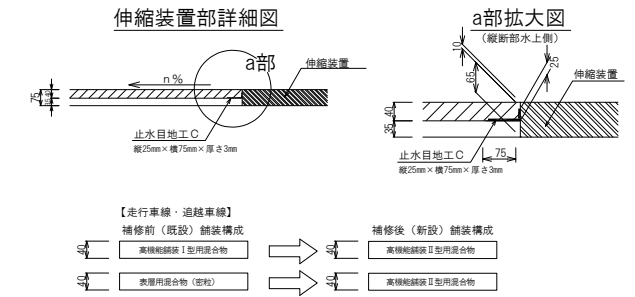 伸縮装置部詳細図
a部
伸縮装置
n%
75
40
35
止水目地工C
縦25mm×横75mm×厚さ3mm
a部拡大図
(縦断部水上側)
10
65
25
伸縮装置
40
35
止水目地工C
75
縦25mm×横75mm×厚さ3mm
【走行車線・追越車線】
補修前(既設)舗装構成
補修後(新設)舗装構成
40
高機能舗装Ⅰ型用混合物
40
高機能舗装Ⅱ型用混合物
40
表層用混合物(密粒)
40
高機能舗装Ⅱ型用混合物